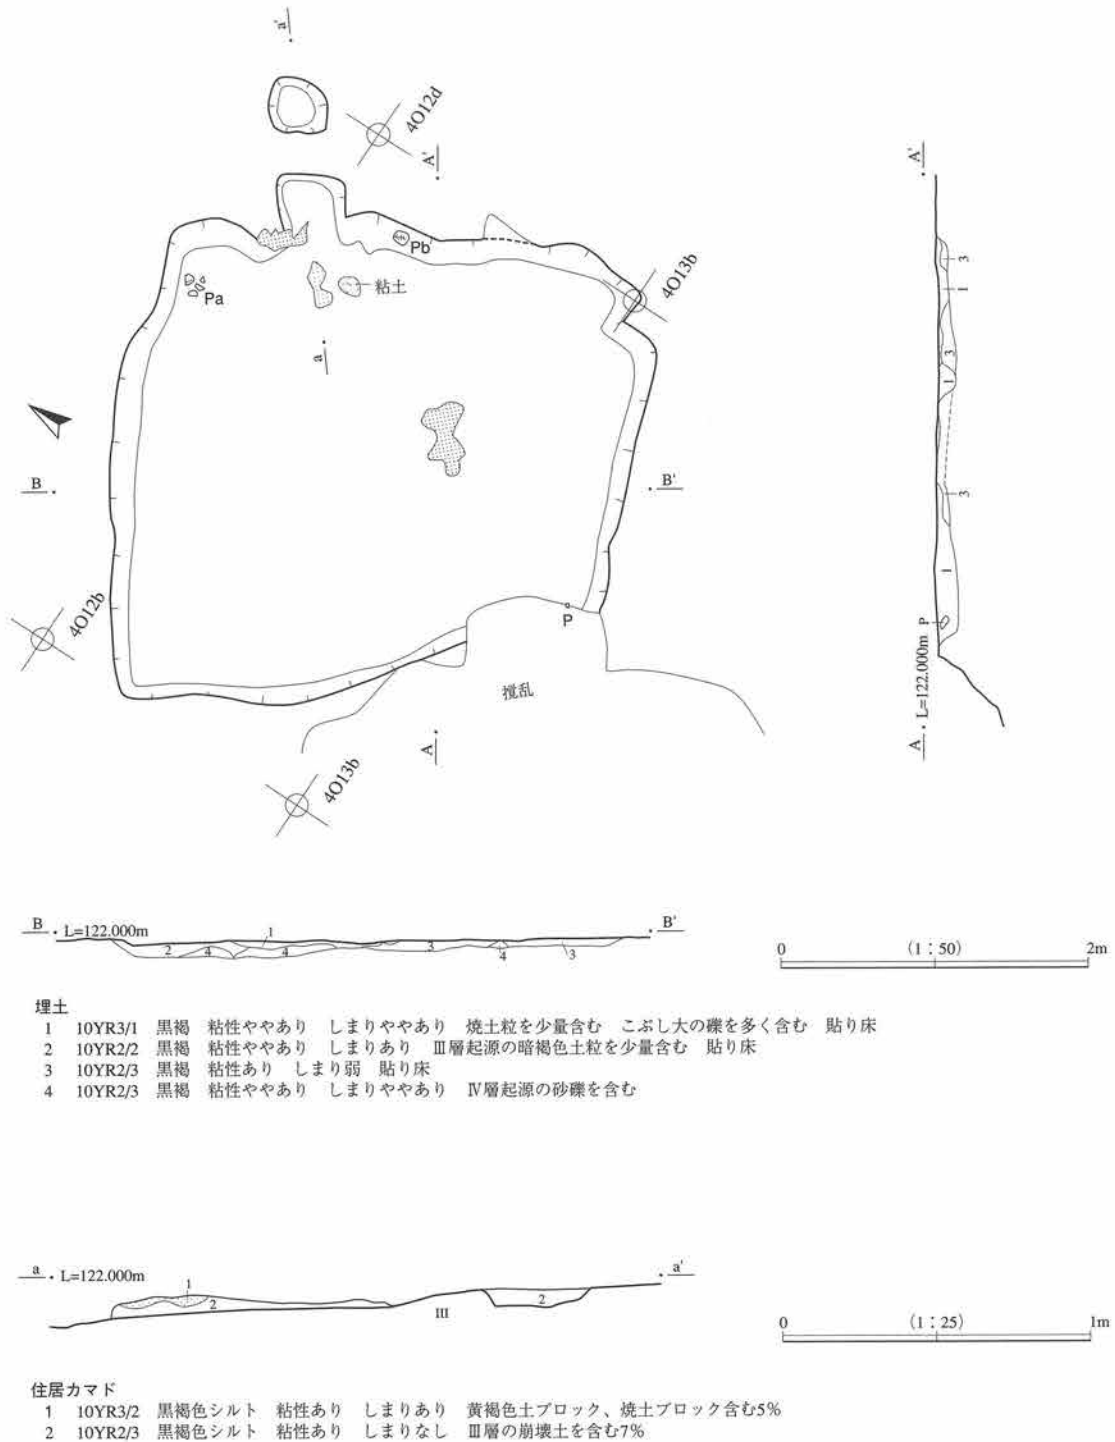 a'
4O12d
A'
A'
Pb
Pa
粘土
4O13b
a
3
1
3
1
B
B'
3
4O12b
1
P
P
撹乱
A
A L=122.000m
4O13b
B L=122.000m
B'
1
2 4 4 3 4 3
0 (1：50) 2m
埋土
1 10YR3/1 黒褐 粘性ややあり しまりややあり 焼土粒を少量含む こぶし大の礫を多く含む 貼り床
2 10YR2/2 黒褐 粘性ややあり しまりあり Ⅲ層起源の暗褐色土粒を少量含む 貼り床
3 10YR2/3 黒褐 粘性あり しまり弱 貼り床
4 10YR2/3 黒褐 粘性ややあり しまりややあり Ⅳ層起源の砂礫を含む
a L=122.000m
a'
1
2
III
2
0 (1：25) 1m
住居カマド
1 10YR3/2 黒褐色シルト 粘性あり しまりあり 黄褐色土ブロック、焼土ブロック含む5%
2 10YR2/3 黒褐色シルト 粘性あり しまりなし Ⅲ層の崩壊土を含む7%